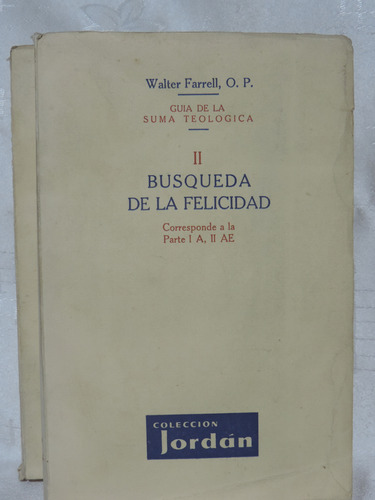 Walter Farrell, O. P.
GUIA DE LA
SUMA TEOLOGICA
II
BUSQUEDA
DE LA FELICIDAD
Corresponde a la
Parte I A, II AE
COLECCION
Jordán